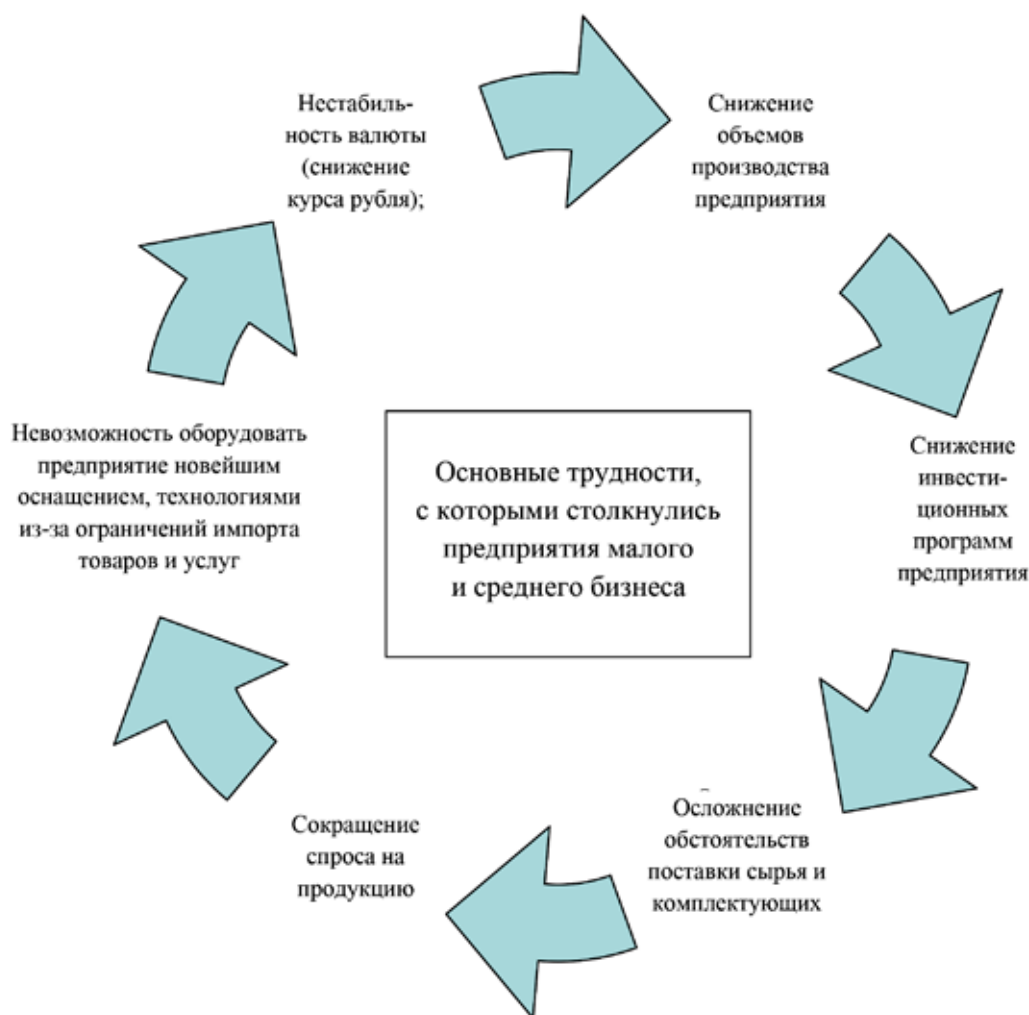 Нестабиль-
ность валюты
(снижение
курса рубля);
Снижение
объемов
производства
предприятия
Снижение
инвести-
ционных
программ
предприятия
Осложнение
обстоятельств
поставки сырья и
комплектующих
Сокращение
спроса на
продукцию
Невозможность оборудовать
предприятие новейшим
оснащением, технологиями
из-за ограничений импорта
товаров и услуг
Основные трудности,
с которыми столкнулись
предприятия малого
и среднего бизнеса